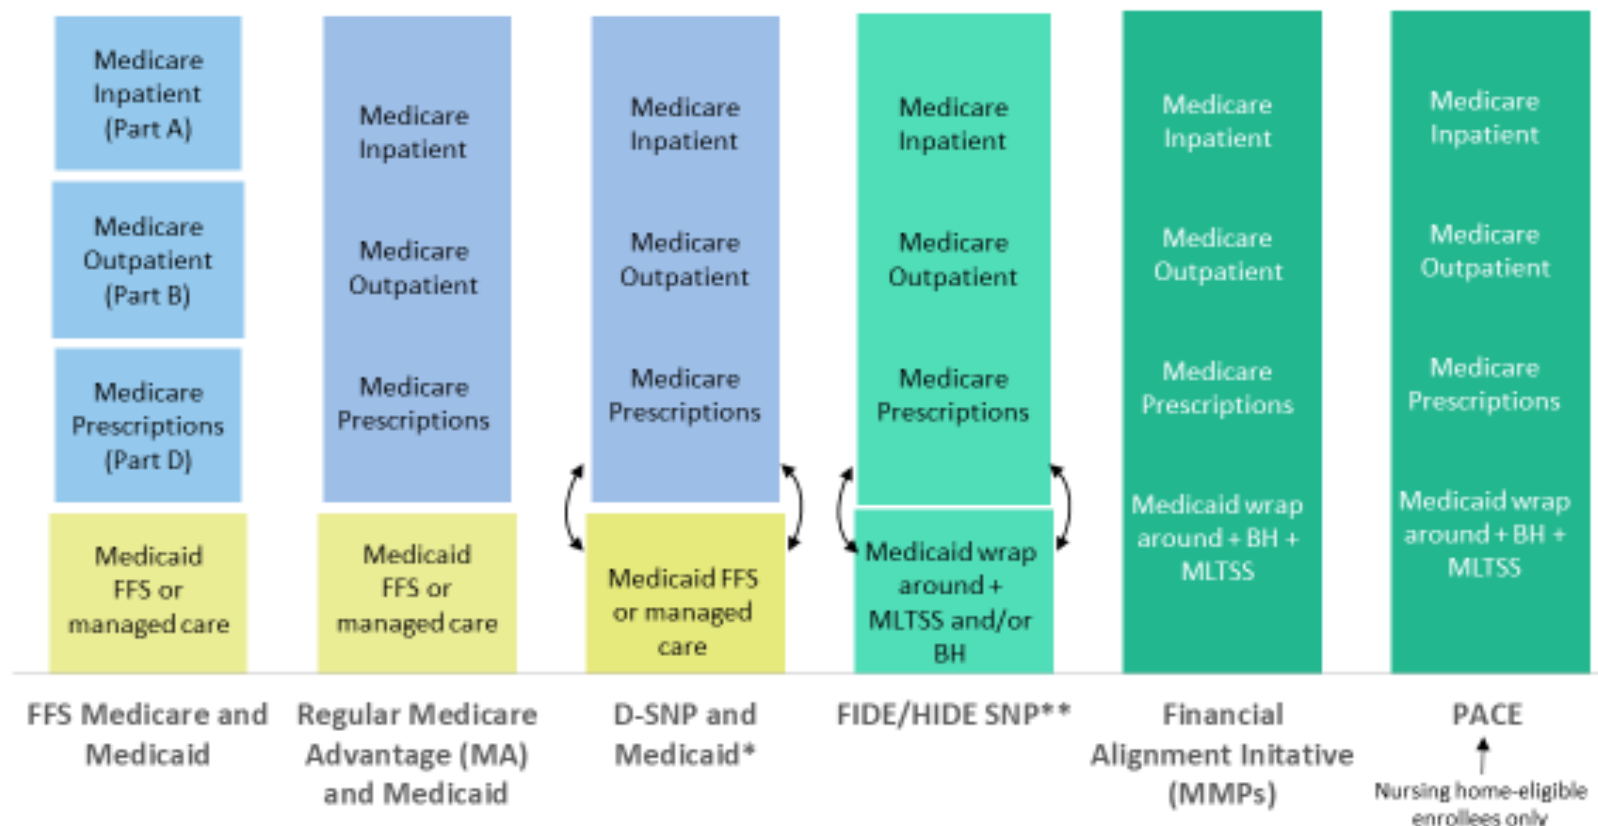 Medicare
Inpatient
(Part A)
Medicare
Outpatient
(Part B)
Medicare
Prescriptions
(Part D)
Medicaid
FFS or
managed care
FFS Medicare and
Medicaid
Medicare
Inpatient
Medicare
Outpatient
Medicare
Prescriptions
Medicaid
FFS or
managed care
Regular Medicare
Advantage (MA)
and Medicaid
Medicare
Inpatient
Medicare
Outpatient
Medicare
Prescriptions
Medicaid FFS
or managed
care
D-SNP and
Medicaid*
Medicare
Inpatient
Medicare
Outpatient
Medicare
Prescriptions
Medicaid wrap
around +
MLTSS and/or
BH
FIDE/HIDE SNP**
Medicare
Inpatient
Medicare
Outpatient
Medicare
Prescriptions
Medicaid wrap
around + BH +
MLTSS
Financial
Alignment Initative
(MMPs)
Medicare
Inpatient
Medicare
Outpatient
Medicare
Prescriptions
Medicaid wrap
around + BH +
MLTSS
PACE
Nursing home-eligible
enrollees only